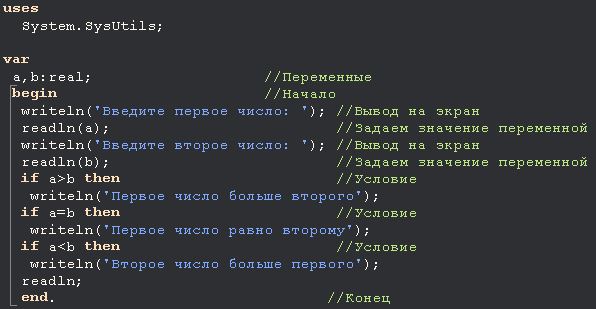 uses
System.SysUtils;
var
a,b:real; //Переменные
begin //Начало
writeln('Введите первое число: '); //Вывод на экран
readln(a); //Задаем значение переменной
writeln('Введите второе число: '); //Вывод на экран
readln(b); //Задаем значение переменной
if a>b then //Условие
writeln('Первое число больше второго');
if a=b then //Условие
writeln('Первое число равно второму');
if a<b then //Условие
writeln('Второе число больше первого');
readln;
end. //Конец